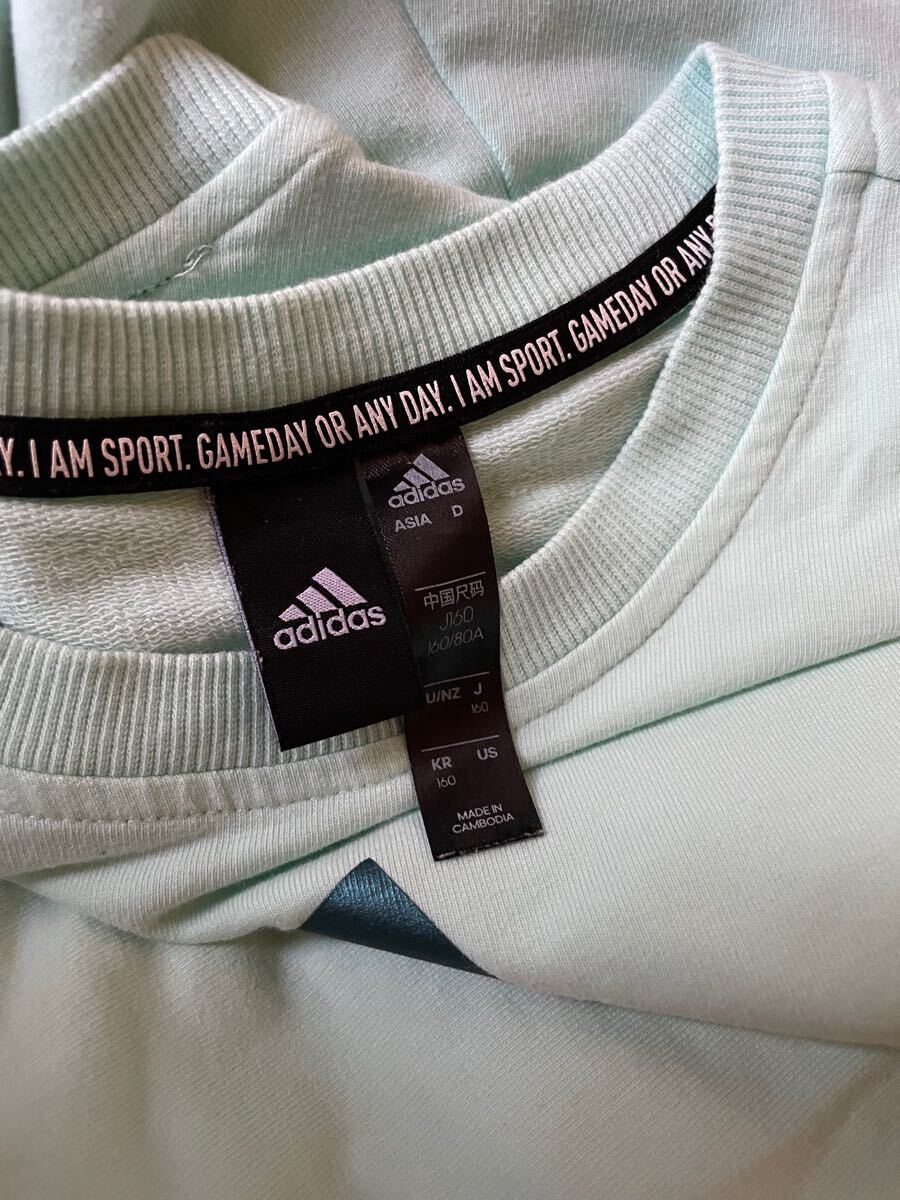 Y. I AM SPORT. GAMEDAY OR ANY DAY. I AM SPORT. GAMEDAY OR ANY
adidas
adidas
ASIA D
中国尺码
J160
160/80A
U/NZ J
160
KR US
160
MADE IN
CAMBODIA